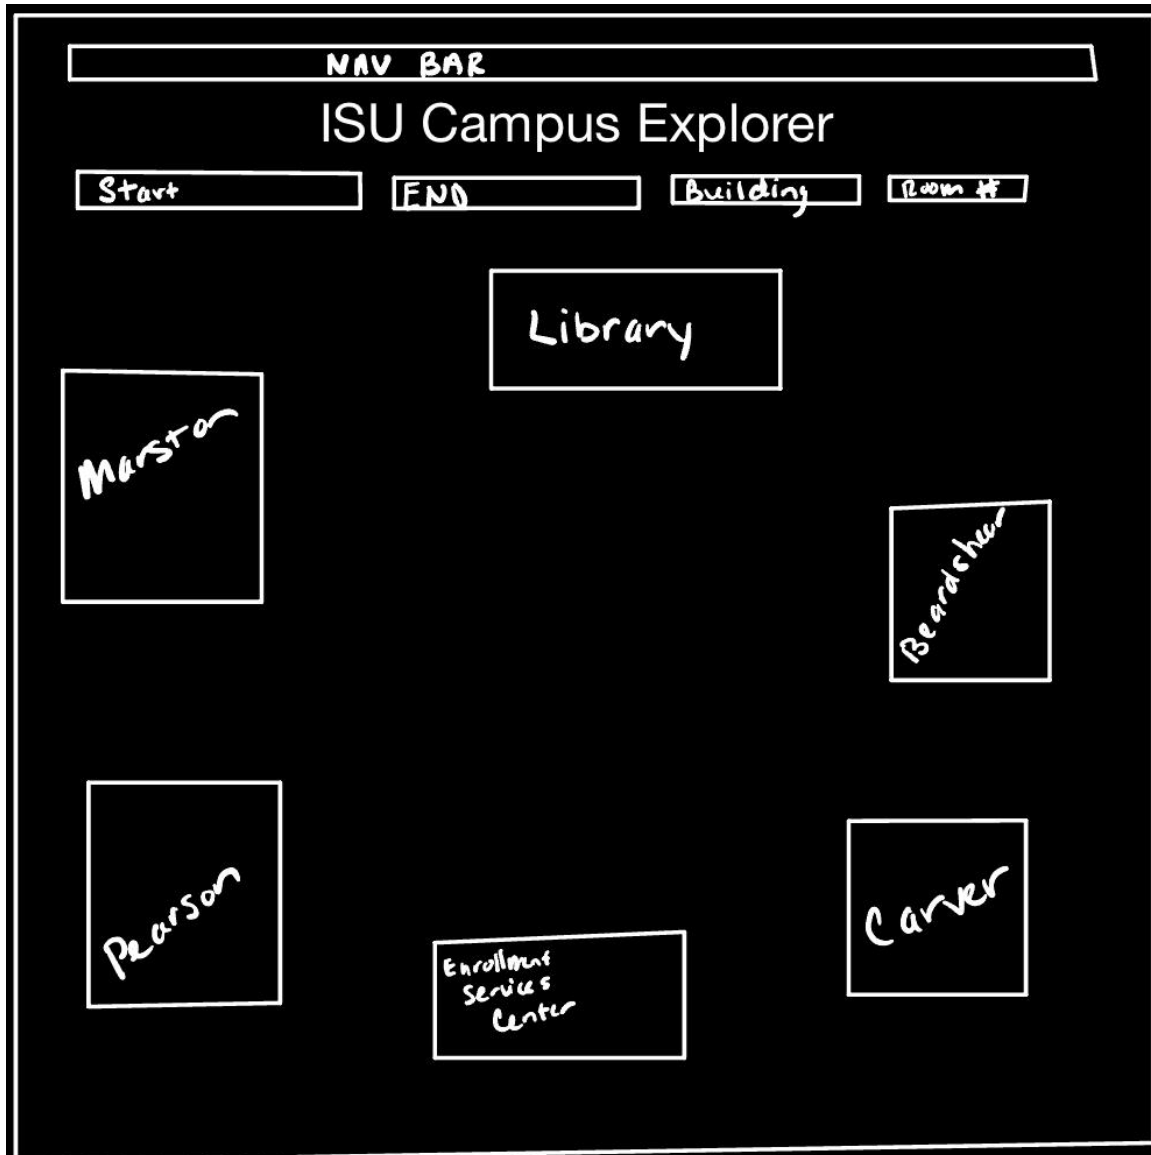 NAV BAR
ISU Campus Explorer
Start
END
Building
Room #
Library
Marston
Beardshear
Pearson
Carver
Enrollment
Services
Center